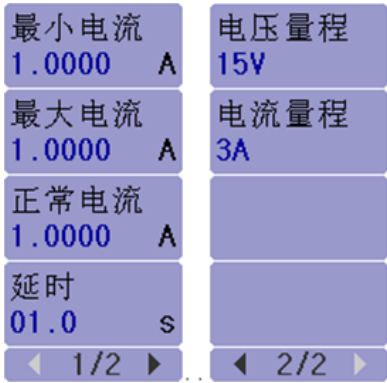 最小电流
1.0000 A
最大电流
1.0000 A
正常电流
1.0000 A
延时
01.0 s
◀ 1/2 ▶
电压量程
15V
电流量程
3A
◀ 2/2 ▶